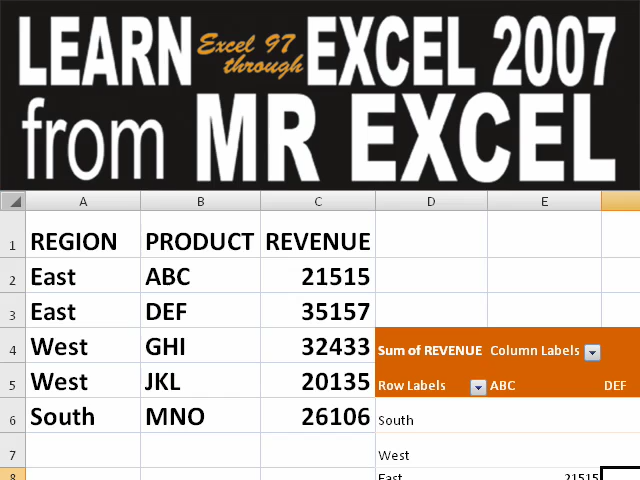 LEARN Excel 97 through EXCEL 2007
from MR EXCEL
A B C D E
1 REGION PRODUCT REVENUE
2 East ABC 21515
3 East DEF 35157
4 West GHI 32433 Sum of REVENUE Column Labels
5 West JKL 20135 Row Labels ABC DEF
6 South MNO 26106 South
7 West
8 East 21515